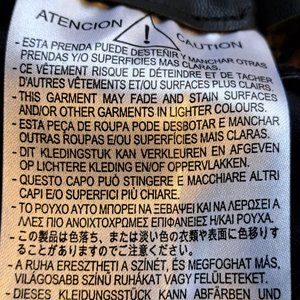 ATENCION
CAUTION
- ESTA PRENDA PUEDE DESTEÑIR Y MANCHAR OTRAS
PRENDAS Y/O SUPERFICIES MAS CLARAS.
- CE VÊTEMENT RISQUE DE DÉTEINDRE ET DE TACHER
D'AUTRES VÊTEMENTS ET/OU SURFACES PLUS CLAIRS.
- THIS GARMENT MAY FADE AND STAIN SURFACES
AND/OR OTHER GARMENTS IN LIGHTER COLOURS.
- ESTA PEÇA DE ROUPA PODE DESBOTAR E MANCHAR
OUTRAS ROUPAS E/OU SUPERFICIES MAIS CLARAS.
- DIT KLEDINGSTUK KAN VERKLEUREN EN AFGEVEN
OP LICHTERE KLEDING EN/OF OPPERVLAKKEN.
- QUESTO CAPO PUÒ STINGERE E MACCHIARE ALTRI
CAPI E/O SUPERFICI PIÙ CHIARE.
- ΤΟ ΡΟΥΧΟ ΑΥΤΟ ΜΠΟΡΕΙ ΝΑ ΞΕΒΑΨΕΙ ΚΑΙ ΝΑ ΛΕΡΩΣΕΙ Α
ΛΛΕΣ ΠΙΟ ΑΝΟΙΧΤΟΧΡΩΜΕΣ ΕΠΙΦΑΝΕΙΕΣ Ή/ΚΑΙ ΡΟΥΧΑ.
- この製品は色落ち、または淡い色の衣類や表面に色移りす
ることがありますのでご注意ください。
- A RUHA ERESZTHETI A SZÍNÉT, ÉS MEGFOGHAT MÁS,
VILÁGOSABB SZÍNŰ RUHÁKAT VAGY FELÜLETEKET.
- DIESES KLEIDUNGSSTÜCK KANN ABFÄRBEN UND